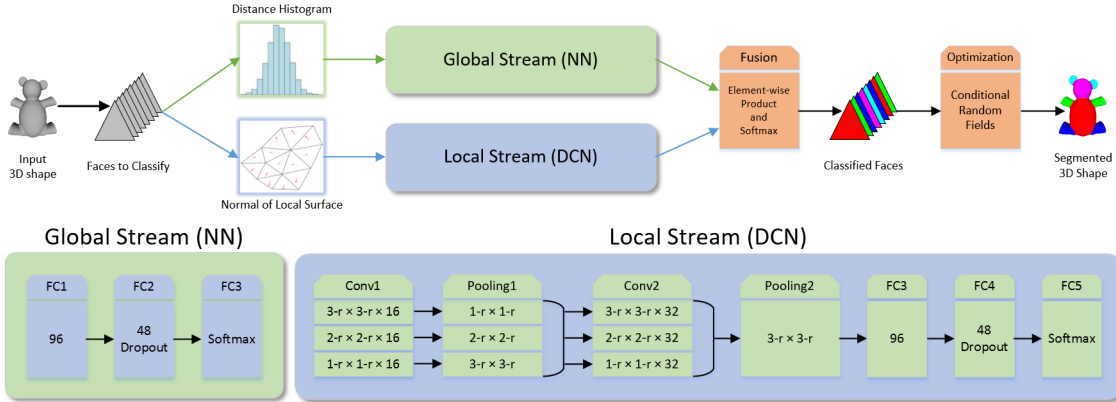 Distance Histogram
Global Stream (NN)
Local Stream (DCN)
Fusion
Element-wise
Product
and
Softmax
Optimization
Conditional
Random
Fields
Input
3D shape
Faces to Classify
Normal of Local Surface
Classified Faces
Segmented
3D Shape
Global Stream (NN)
FC1
FC2
FC3
96
48
Dropout
Softmax
Local Stream (DCN)
Conv1
Pooling1
Conv2
Pooling2
FC3
FC4
FC5
3-r × 3-r × 16
1-r × 1-r
3-r × 3-r × 32
2-r × 2-r × 16
2-r × 2-r
2-r × 2-r × 32
1-r × 1-r × 16
3-r × 3-r
1-r × 1-r × 32
3-r × 3-r
96
48
Dropout
Softmax